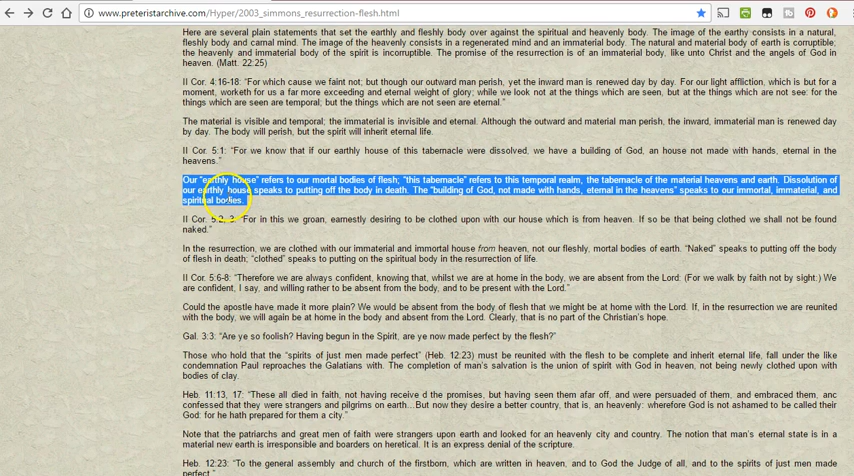 www.preteristarchive.com/Hyper/2003_simmons_resurrection-flesh.html
Here are several plain statements that set the earthly and fleshly body over against the spiritual and heavenly body. The image of the earthy consists in a natural,
fleshly body and carnal mind. The image of the heavenly consists in a regenerated mind and an immaterial body. The natural and material body of earth is corruptible;
the heavenly and immaterial body of the spirit is incorruptible. The promise of the resurrection is of an immaterial body, like unto Christ and the angels of God in
heaven. (Matt. 22:25)
II Cor. 4:16-18: “For which cause we faint not; but though our outward man perish, yet the inward man is renewed day by day. For our light affliction, which is but for a
moment, worketh for us a far more exceeding and eternal weight of glory; while we look not at the things which are seen, but at the things which are not see: for the
things which are seen are temporal; but the things which are not seen are eternal.”
The material is visible and temporal; the immaterial is invisible and eternal. Although the outward and material man perish, the inward, immaterial man is renewed day
by day. The body will perish, but the spirit will inherit eternal life.
II Cor. 5:1: “For we know that if our earthly house of this tabernacle were dissolved, we have a building of God, an house not made with hands, eternal in the
heavens.”
Our “earthly house” refers to our mortal bodies of flesh; “this tabernacle” refers to this temporal realm, the tabernacle of the material heavens and earth. Dissolution of
our earthly house speaks to putting off the body in death. The “building of God, not made with hands, eternal in the heavens” speaks to our immortal, immaterial, and
spiritual bodies.
II Cor. 5:2, 3: “For in this we groan, earnestly desiring to be clothed upon with our house which is from heaven. If so be that being clothed we shall not be found
naked.”
In the resurrection, we are clothed with our immaterial and immortal house from heaven, not our fleshly, mortal bodies of earth. “Naked” speaks to putting off the body
of flesh in death; “clothed” speaks to putting on the spiritual body in the resurrection of life.
II Cor. 5:6-8: “Therefore we are always confident, knowing that, whilst we are at home in the body, we are absent from the Lord: (For we walk by faith not by sight:) We
are confident, I say, and willing rather to be absent from the body, and to be present with the Lord.”
Could the apostle have made it more plain? We would be absent from the body of flesh that we might be at home with the Lord. If, in the resurrection we are reunited
with the body, we will again be at home in the body and absent from the Lord. Clearly, that is no part of the Christian’s hope.
Gal. 3:3: “Are ye so foolish? Having begun in the Spirit, are ye now made perfect by the flesh?”
Those who hold that the “spirits of just men made perfect” (Heb. 12:23) must be reunited with the flesh to be complete and inherit eternal life, fall under the like
condemnation Paul reproaches the Galatians with. The completion of man’s salvation is the union of spirit with God in heaven, not being newly clothed upon with
bodies of clay.
Heb. 11:13, 17: “These all died in faith, not having receive d the promises, but having seen them afar off, and were persuaded of them, and embraced them, anc
confessed that they were strangers and pilgrims on earth...But now they desire a better country, that is, an heavenly: wherefore God is not ashamed to be called their
God: for he hath prepared for them a city.”
Note that the patriarchs and great men of faith were strangers upon earth and looked for an heavenly city and country. The notion that man’s eternal state is in a
material new earth is irresponsible and boarders on heretical. It is an express denial of the scripture.
Heb. 12:23: “To the general assembly and church of the firstborn, which are written in heaven, and to God the Judge of all, and to the spirits of just men made
perfect.”